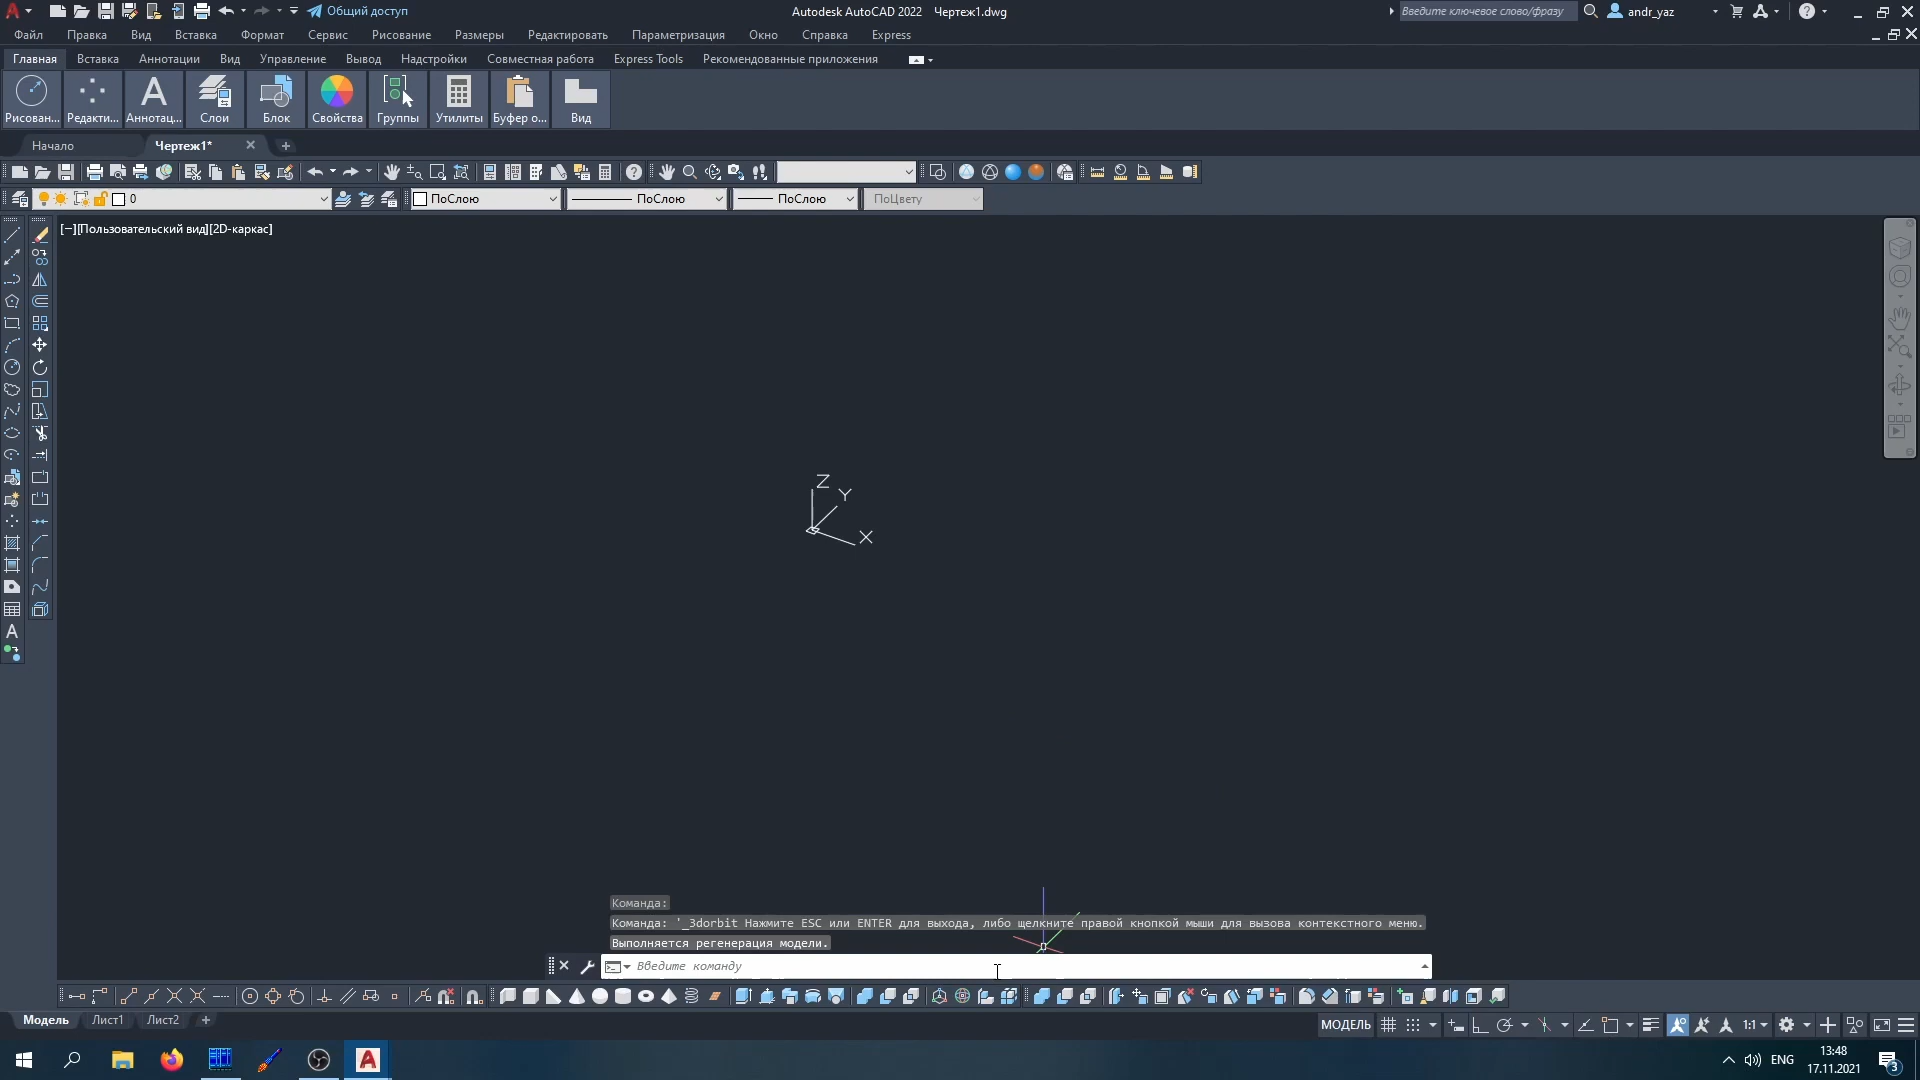 Общий доступ
Autodesk AutoCAD 2022 Чертеж1.dwg
Введите ключевое слово/фразу
andr_yaz
Файл Правка Вид Вставка Формат Сервис Рисование Размеры Редактировать Параметризация Окно Справка Express
Главная Вставка Аннотации Вид Управление Вывод Надстройки Совместная работа Express Tools Рекомендованные приложения
Рисован... Редакти... Аннотац... Слои Блок Свойства Группы Утилиты Буфер о... Вид
Начало Чертеж1*
0 ПоСлою ПоСлою ПоСлою ПоЦвету
[−][Пользовательский вид][2D-каркас]
Z
Y
X
Команда:
Команда: '_3dorbit Нажмите ESC или ENTER для выхода, либо щелкните правой кнопкой мыши для вызова контекстного меню.
Выполняется регенерация модели.
Введите команду
Модель Лист1 Лист2
МОДЕЛЬ 1:1
ENG
13:48
17.11.2021
3